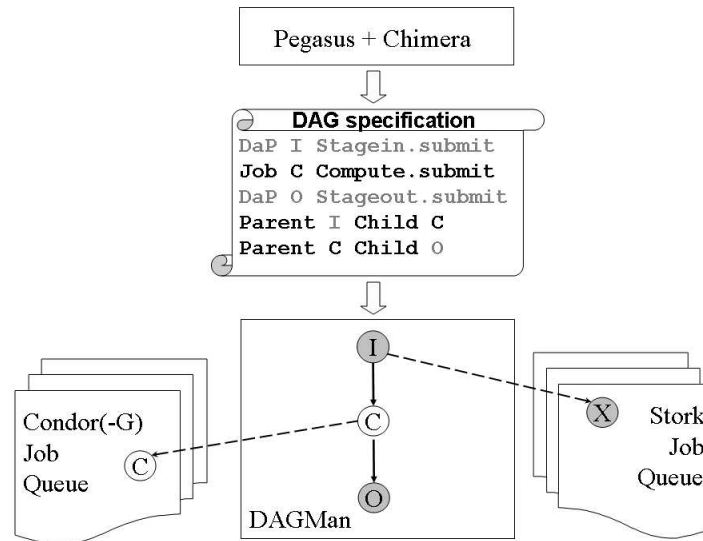 Pegasus + Chimera
DAG specification
DaP I Stagein.submit
Job C Compute.submit
DaP O Stageout.submit
Parent I Child C
Parent C Child O
I
C
O
DAGMan
Condor(-G)
Job
Queue
C
X
Stork
Job
Queue